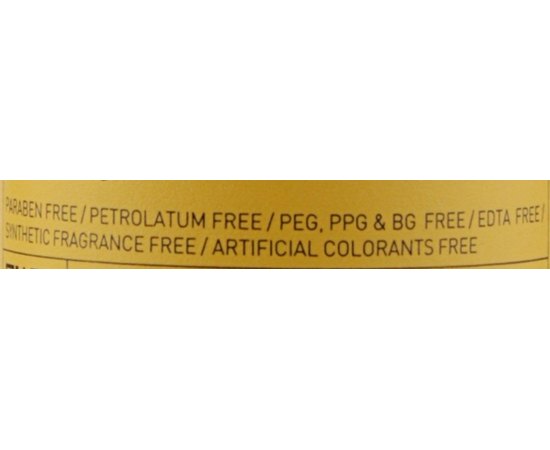 PARABEN FREE / PETROLATUM FREE / PEG, PPG & BG FREE / EDTA FREE /
SYNTHETIC FRAGRANCE FREE / ARTIFICIAL COLORANTS FREE